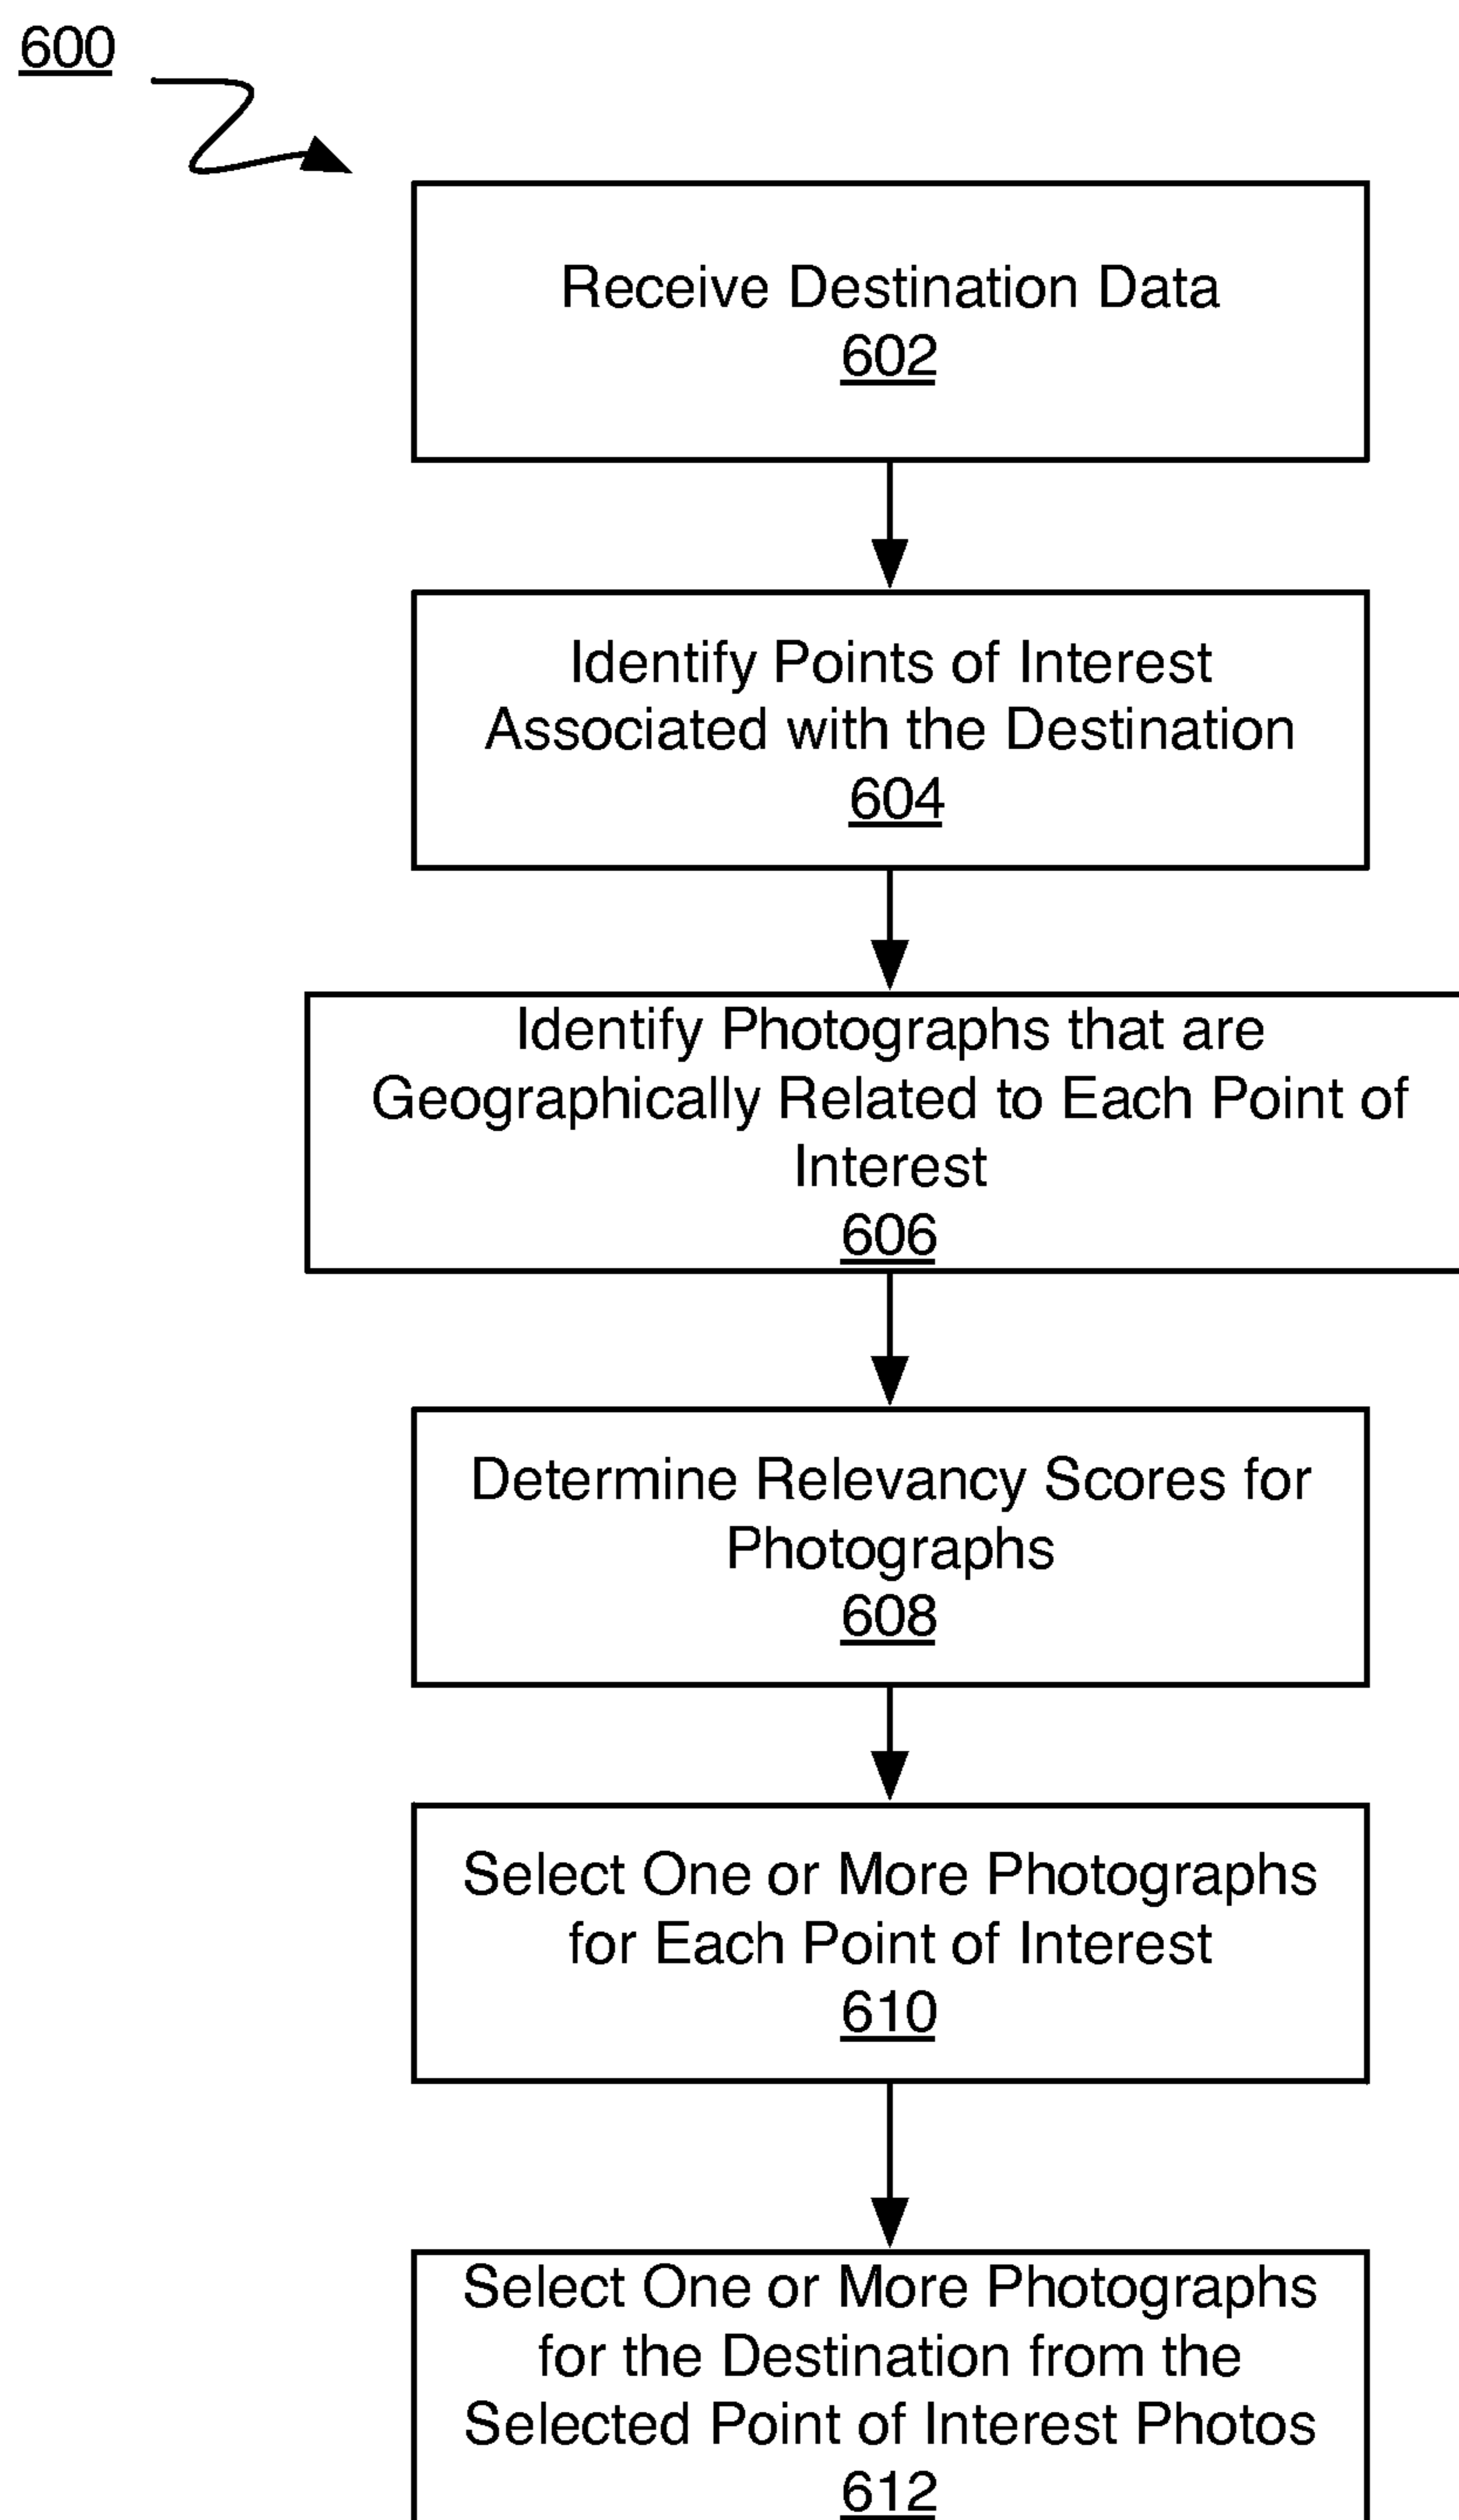 600
Receive Destination Data
602
Identify Points of Interest
Associated with the Destination
604
Identify Photographs that are
Geographically Related to Each Point of
Interest
606
Determine Relevancy Scores for
Photographs
608
Select One or More Photographs
for Each Point of Interest
610
Select One or More Photographs
for the Destination from the
Selected Point of Interest Photos
612